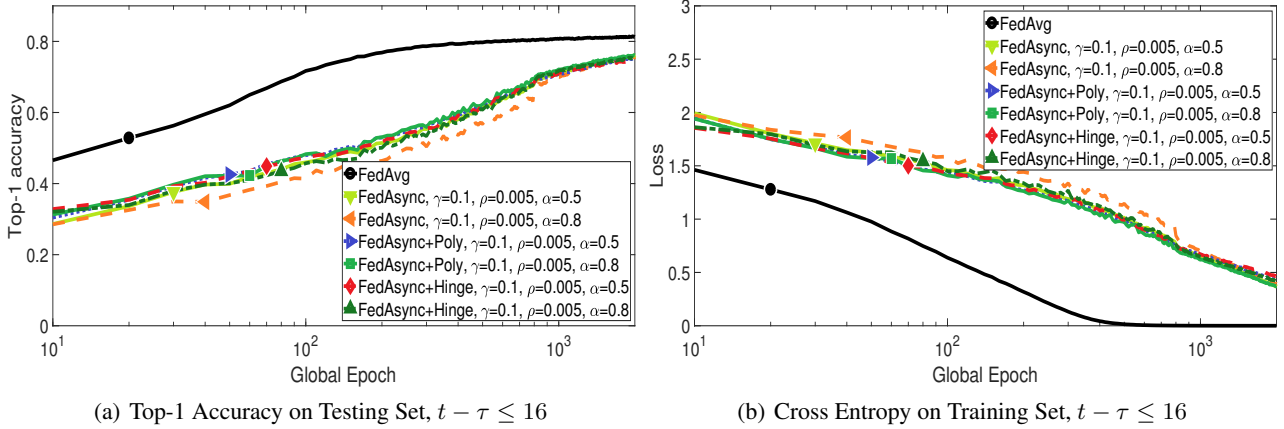 0.8
0.6
0.4
0.2
0
Top-1 accuracy
FedAvg
FedAsync, γ=0.1, ρ=0.005, α=0.5
FedAsync, γ=0.1, ρ=0.005, α=0.8
FedAsync+Poly, γ=0.1, ρ=0.005, α=0.5
FedAsync+Poly, γ=0.1, ρ=0.005, α=0.8
FedAsync+Hinge, γ=0.1, ρ=0.005, α=0.5
FedAsync+Hinge, γ=0.1, ρ=0.005, α=0.8
10^1 10^2 10^3
Global Epoch
(a) Top-1 Accuracy on Testing Set, t − τ ≤ 16
3
2.5
2
1.5
1
0.5
0
Loss
FedAvg
FedAsync, γ=0.1, ρ=0.005, α=0.5
FedAsync, γ=0.1, ρ=0.005, α=0.8
FedAsync+Poly, γ=0.1, ρ=0.005, α=0.5
FedAsync+Poly, γ=0.1, ρ=0.005, α=0.8
FedAsync+Hinge, γ=0.1, ρ=0.005, α=0.5
FedAsync+Hinge, γ=0.1, ρ=0.005, α=0.8
10^1 10^2 10^3
Global Epoch
(b) Cross Entropy on Training Set, t − τ ≤ 16